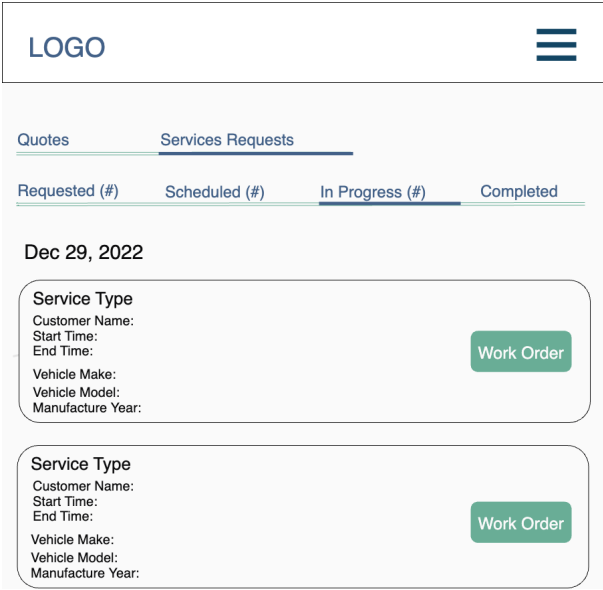 LOGO
Quotes Services Requests
Requested (#) Scheduled (#) In Progress (#) Completed
Dec 29, 2022
Service Type
Customer Name:
Start Time:
End Time:
Work Order
Vehicle Make:
Vehicle Model:
Manufacture Year:
Service Type
Customer Name:
Start Time:
End Time:
Work Order
Vehicle Make:
Vehicle Model:
Manufacture Year: